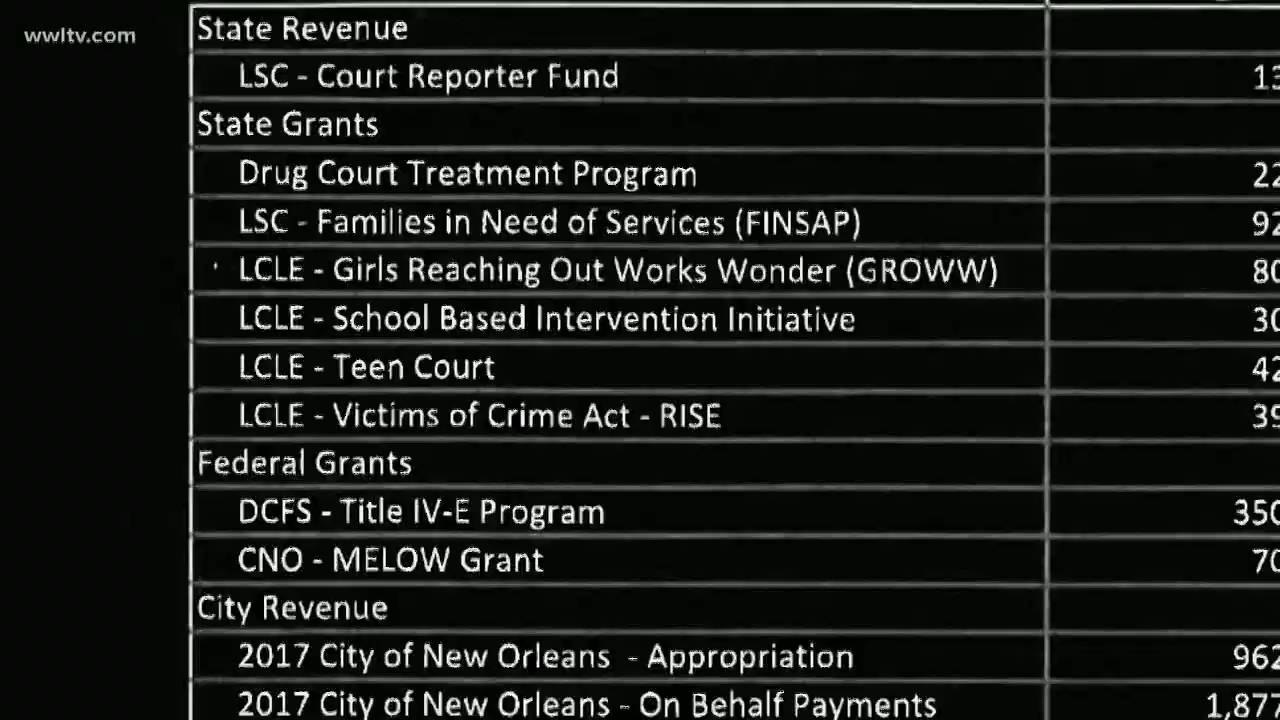 wwltv.com
State Revenue
LSC - Court Reporter Fund 13
State Grants
Drug Court Treatment Program 22
LSC - Families in Need of Services (FINSAP) 92
LCLE - Girls Reaching Out Works Wonder (GROWW) 80
LCLE - School Based Intervention Initiative 30
LCLE - Teen Court 42
LCLE - Victims of Crime Act - RISE 39
Federal Grants
DCFS - Title IV-E Program 350
CNO - MELOW Grant 70
City Revenue
2017 City of New Orleans - Appropriation 962
2017 City of New Orleans - On Behalf Payments 1,877